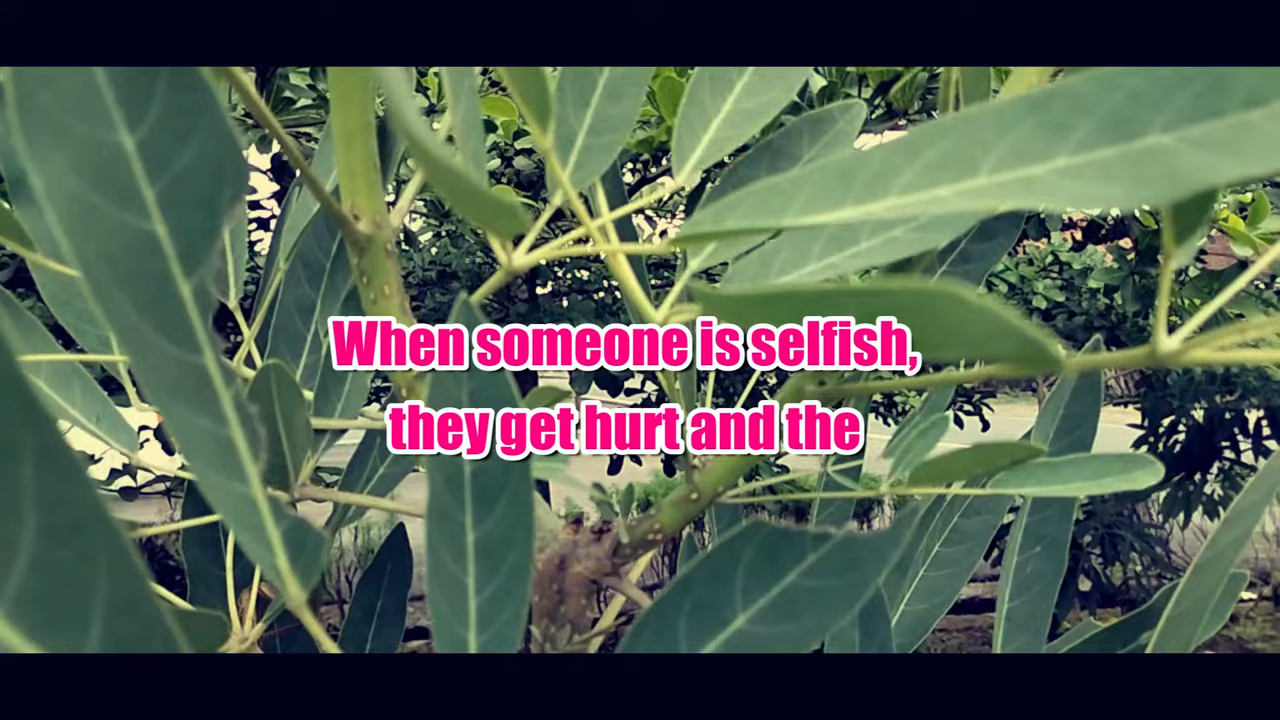 When someone is selfish,
they get hurt and the